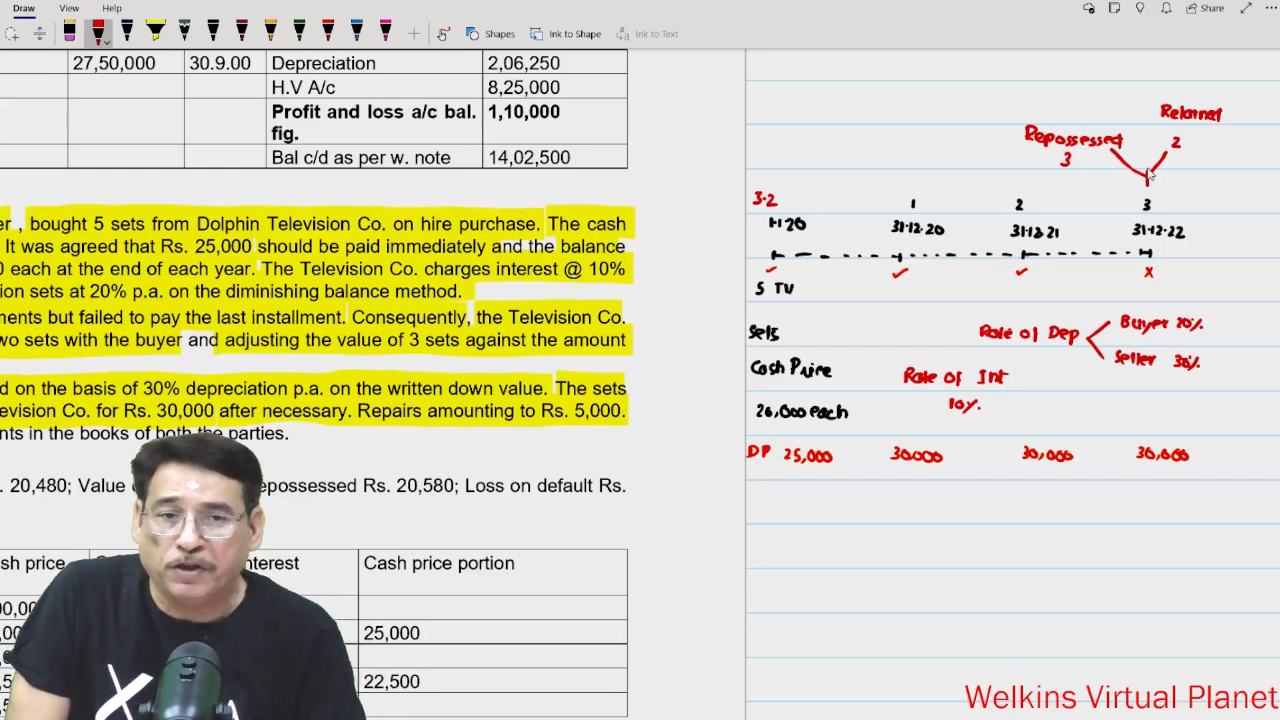 Draw View Help
Share
Shapes Ink to Shape Ink to Text
27,50,000 30.9.00 Depreciation 2,06,250
H.V A/c 8,25,000
Profit and loss a/c bal. 1,10,000
fig.
Bal c/d as per w. note 14,02,500
er , bought 5 sets from Dolphin Television Co. on hire purchase. The cash
It was agreed that Rs. 25,000 should be paid immediately and the balance
0 each at the end of each year. The Television Co. charges interest @ 10%
ion sets at 20% p.a. on the diminishing balance method.
ments but failed to pay the last installment. Consequently, the Television Co.
wo sets with the buyer and adjusting the value of 3 sets against the amount
d on the basis of 30% depreciation p.a. on the written down value. The sets
levision Co. for Rs. 30,000 after necessary. Repairs amounting to Rs. 5,000.
nts in the books of both the parties.
. 20,480; Value epossessed Rs. 20,580; Loss on default Rs.
sh price nterest Cash price portion
00,0
25,000
22,500
Retained
Repossessed 2
3
3.2 1 2 3
1·1·20 31·12·20 31·12·21 31·12·22
5 TV
Sets Rate of Dep Buyer 20%
Cash Price Rate of Int Seller 30%
20,000 each 10%
DP 25,000 30,000 30,000 30,000
Welkins Virtual Planet